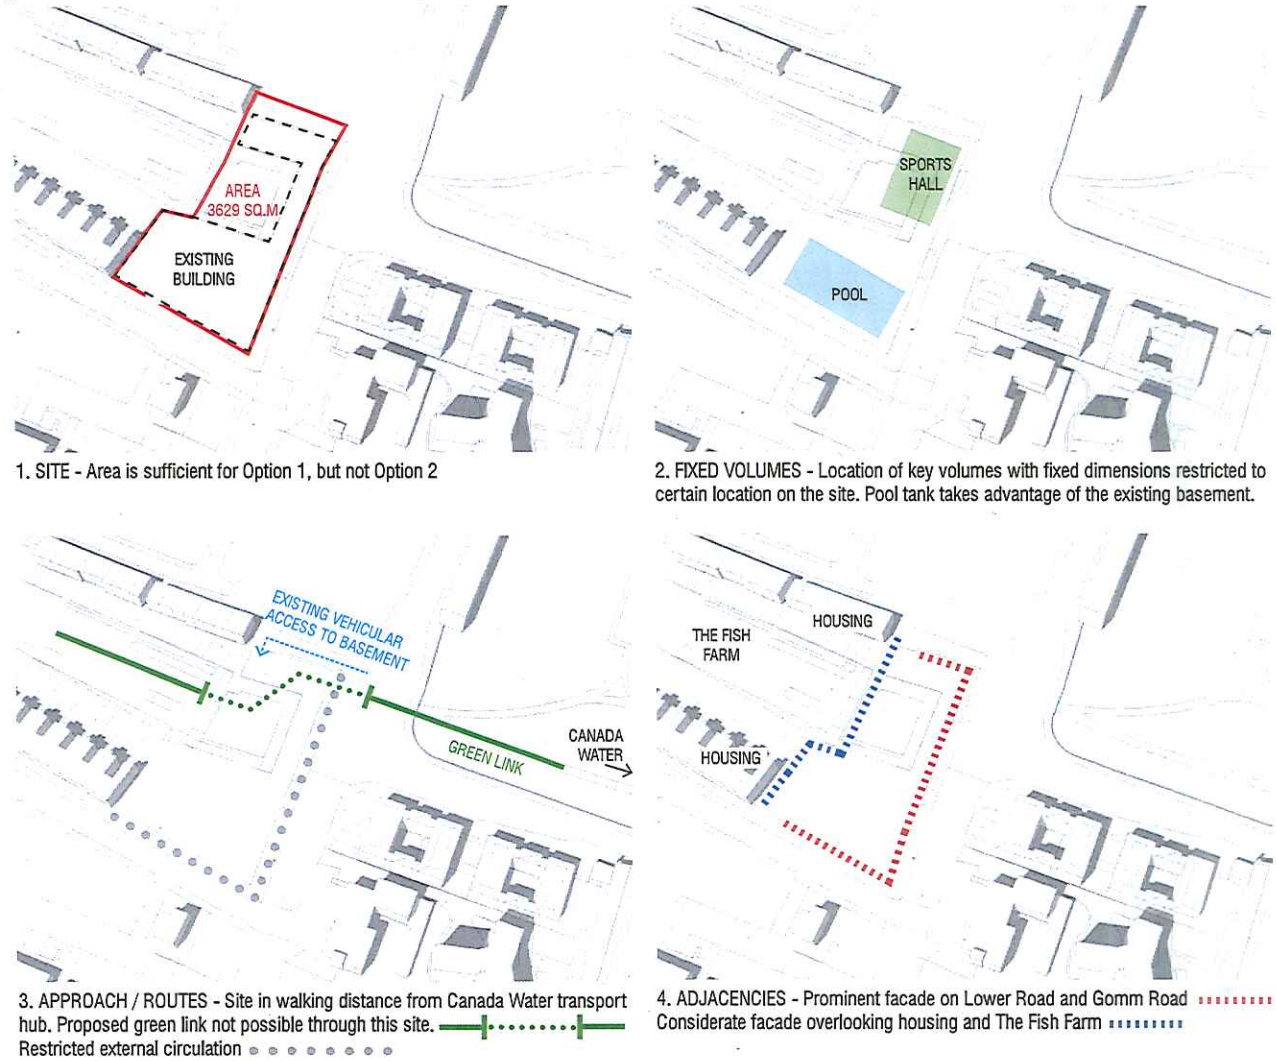 AREA
3629 SQ.M
EXISTING
BUILDING
1. SITE - Area is sufficient for Option 1, but not Option 2
SPORTS
HALL
POOL
2. FIXED VOLUMES - Location of key volumes with fixed dimensions restricted to
certain location on the site. Pool tank takes advantage of the existing basement.
EXISTING VEHICULAR
ACCESS TO BASEMENT
GREEN LINK
CANADA
WATER
3. APPROACH / ROUTES - Site in walking distance from Canada Water transport
hub. Proposed green link not possible through this site.
Restricted external circulation
HOUSING
THE FISH
FARM
HOUSING
4. ADJACENCIES - Prominent facade on Lower Road and Gomm Road
Considerate facade overlooking housing and The Fish Farm